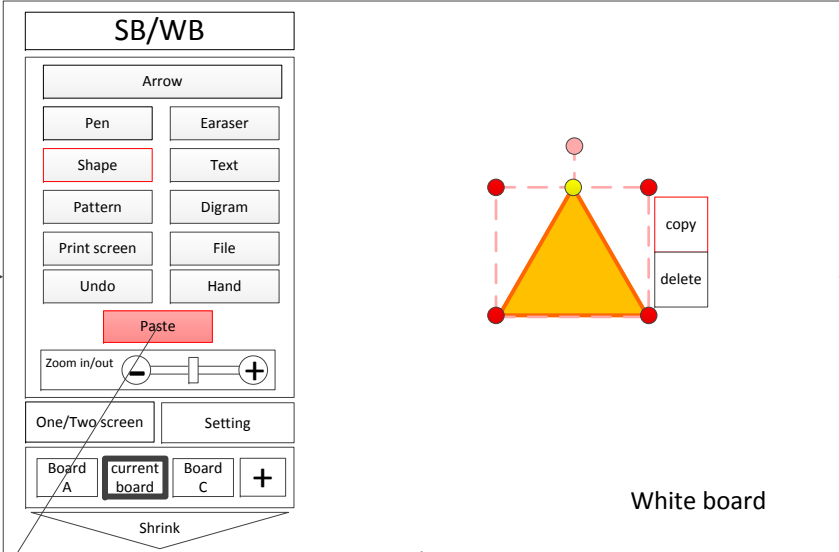 SB/WB
Arrow
Pen
Earaser
Shape
Text
Pattern
Digram
Print screen
File
Undo
Hand
Paste
Zoom in/out
-
+
One/Two screen
Setting
Board
A
current
board
Board
C
+
Shrink
copy
delete
White board